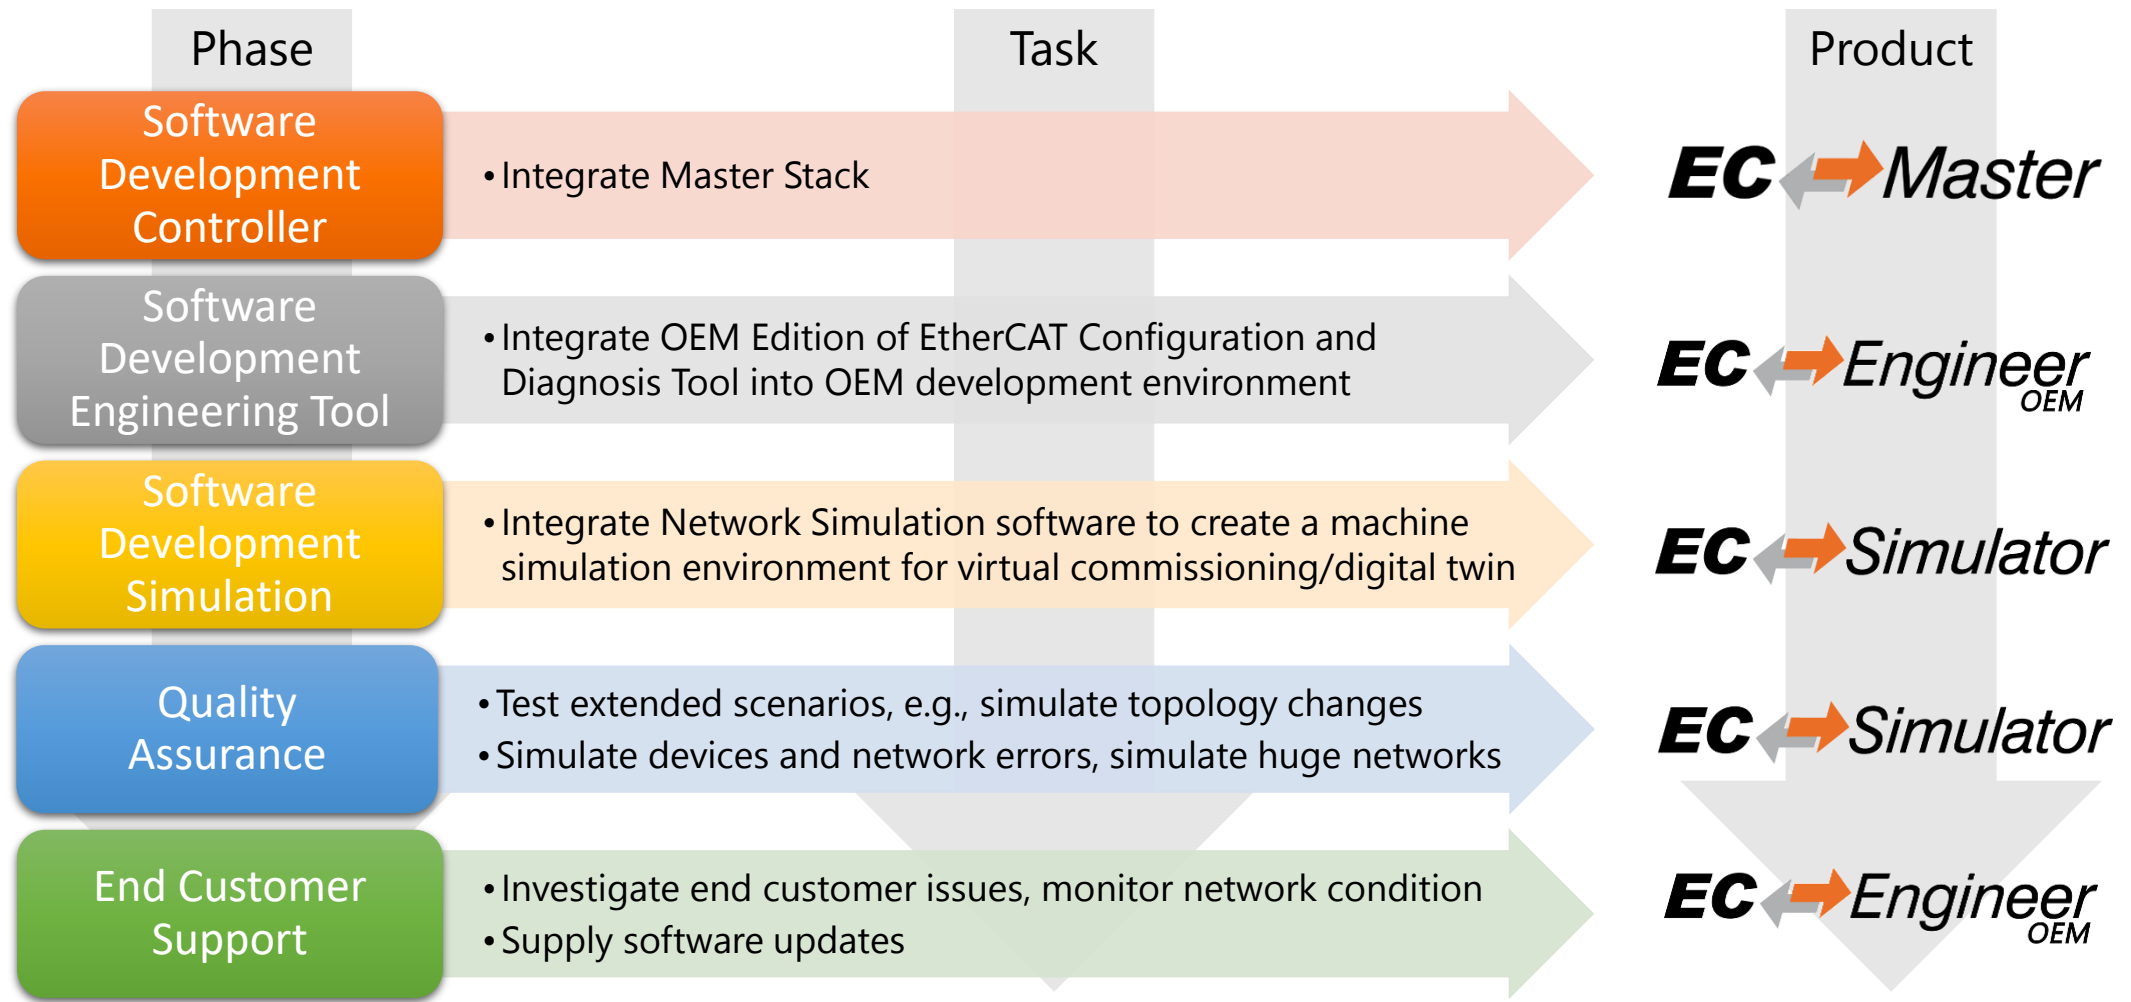 Phase
Task
Product
Software
Development
Controller
• Integrate Master Stack
EC Master
Software
Development
Engineering Tool
• Integrate OEM Edition of EtherCAT Configuration and
Diagnosis Tool into OEM development environment
EC Engineer
OEM
Software
Development
Simulation
• Integrate Network Simulation software to create a machine
simulation environment for virtual commissioning/digital twin
EC Simulator
Quality
Assurance
• Test extended scenarios, e.g., simulate topology changes
• Simulate devices and network errors, simulate huge networks
EC Simulator
End Customer
Support
• Investigate end customer issues, monitor network condition
• Supply software updates
EC Engineer
OEM